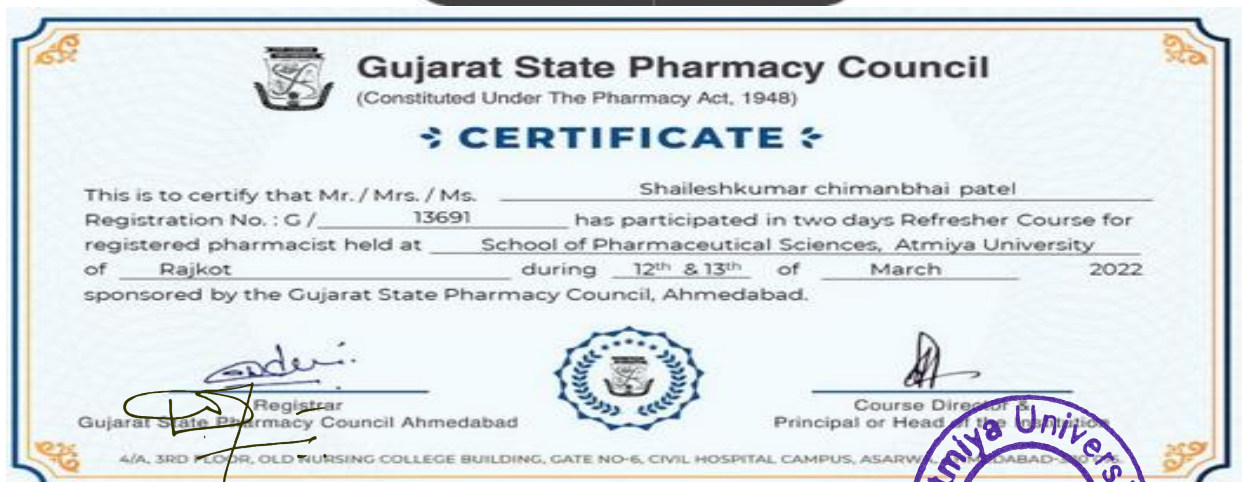 Gujarat State Pharmacy Council
(Constituted Under The Pharmacy Act, 1948)
CERTIFICATE
This is to certify that Mr. / Mrs. / Ms. Shaileshkumar chimanbhai patel
Registration No. : G / 13691 has participated in two days Refresher Course for
registered pharmacist held at School of Pharmaceutical Sciences, Atmiya University
of Rajkot during 12th & 13th of March 2022
sponsored by the Gujarat State Pharmacy Council, Ahmedabad.
Registrar
Gujarat State Pharmacy Council Ahmedabad
Course Director &
Principal or Head of the Institution
4/A, 3RD FLOOR, OLD NURSING COLLEGE BUILDING, GATE NO-6, CIVIL HOSPITAL CAMPUS, ASARWA,